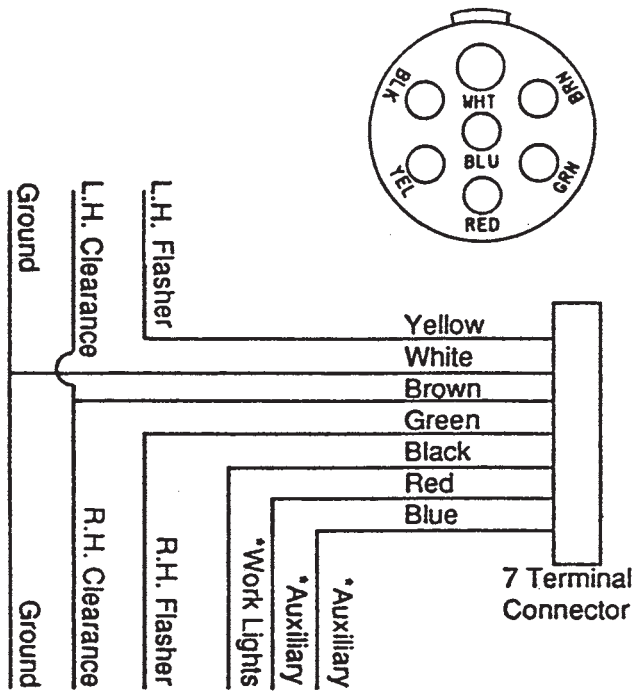 BLK
WHT
BRN
YEL
BLU
GRN
RED
Ground
L.H. Clearance
L.H. Flasher
Yellow
White
Brown
Green
Black
Red
Blue
Ground
R.H. Clearance
R.H. Flasher
*Work Lights
*Auxiliary
*Auxiliary
7 Terminal
Connector